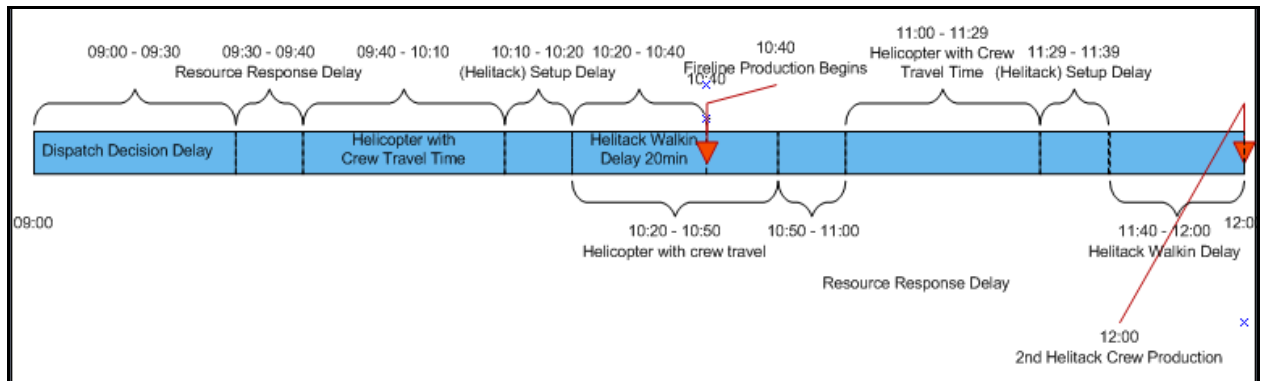 09:00 - 09:30
09:30 - 09:40
Resource Response Delay
09:40 - 10:10
10:10 - 10:20
(Helitack) Setup Delay
10:20 - 10:40
10:40
Fireline Production Begins
10:40
11:00 - 11:29
Helicopter with Crew
Travel Time
11:29 - 11:39
(Helitack) Setup Delay
Dispatch Decision Delay
Helicopter with
Crew Travel Time
Helitack Walkin
Delay 20min
09:00
10:20 - 10:50
Helicopter with crew travel
10:50 - 11:00
Resource Response Delay
11:40 - 12:00
Helitack Walkin Delay
12:0
12:00
2nd Helitack Crew Production